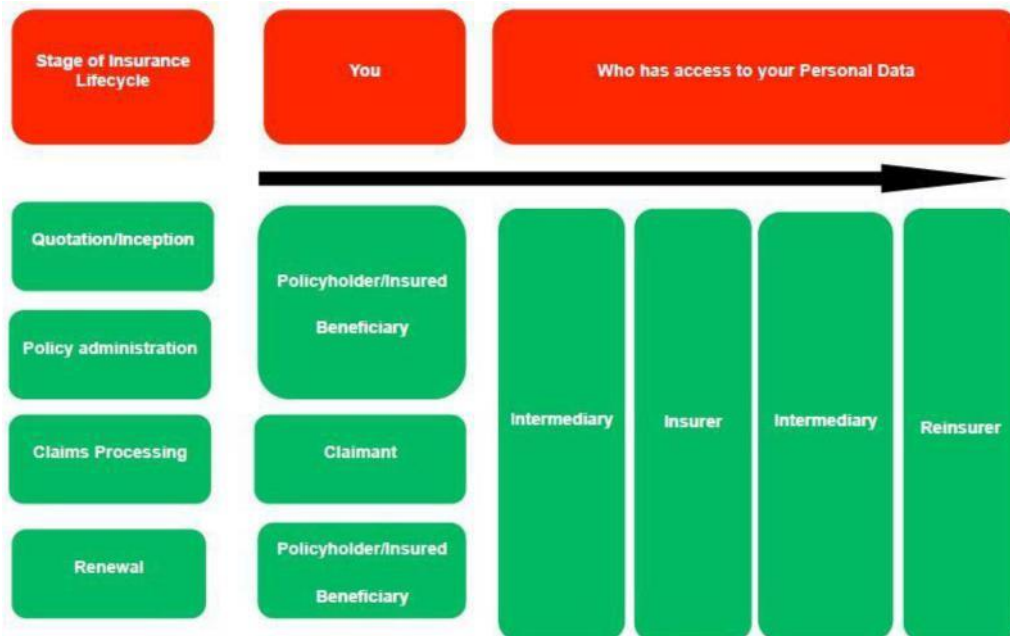 Stage of Insurance
Lifecycle
You
Who has access to your Personal Data
Quotation/Inception
Policy administration
Claims Processing
Renewal
Policyholder/Insured
Beneficiary
Claimant
Policyholder/Insured
Beneficiary
Intermediary
Insurer
Intermediary
Reinsurer